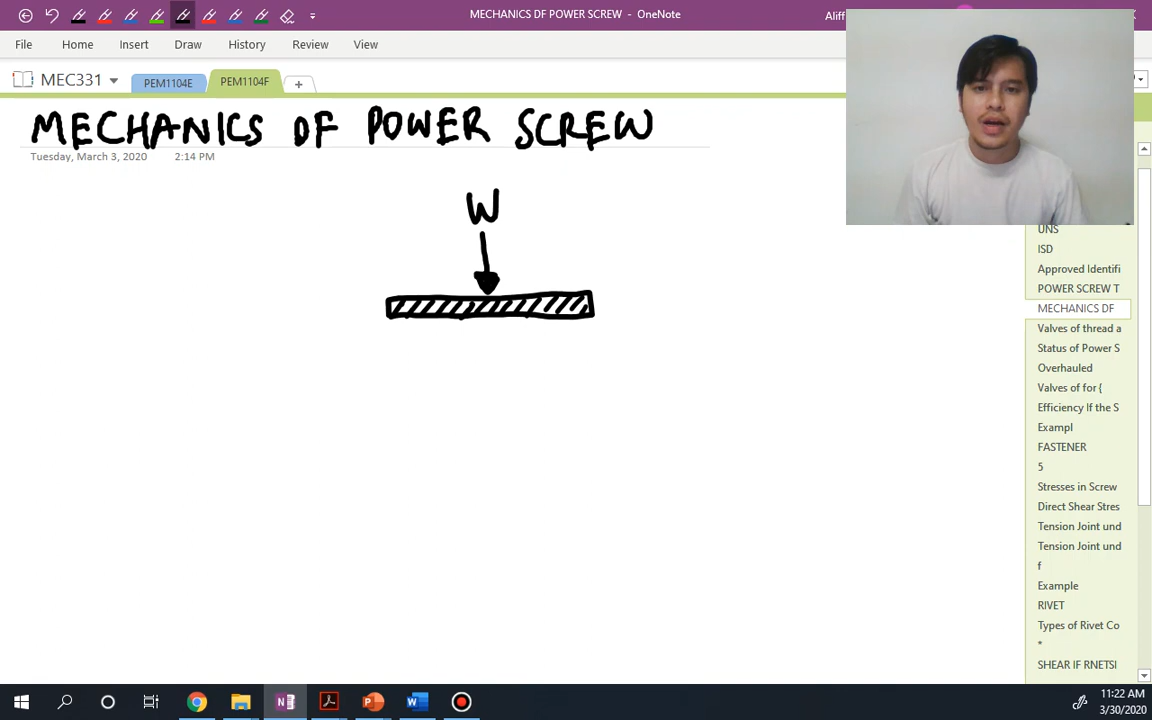 MECHANICS DF POWER SCREW - OneNote
Aliff
File Home Insert Draw History Review View
MEC331
PEM1104E
PEM1104F
MECHANICS OF POWER SCREW
Tuesday, March 3, 2020 2:14 PM
W
UNS
ISD
Approved Identifi
POWER SCREW T
MECHANICS DF
Valves of thread a
Status of Power S
Overhauled
Valves of for {
Efficiency If the S
Exampl
FASTENER
5
Stresses in Screw
Direct Shear Stres
Tension Joint und
Tension Joint und
f
Example
RIVET
Types of Rivet Co
*
SHEAR IF RNETSI
11:22 AM
3/30/2020